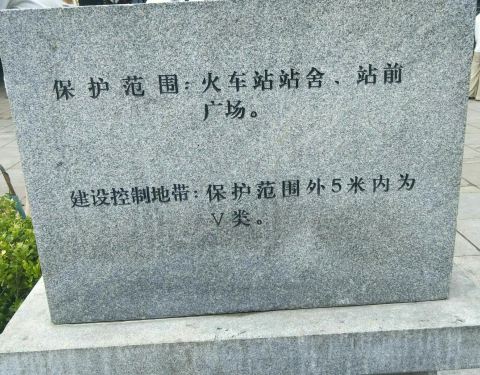 保护范围：火车站站舍、站前
广场。
建设控制地带：保护范围外5米内为
V类。